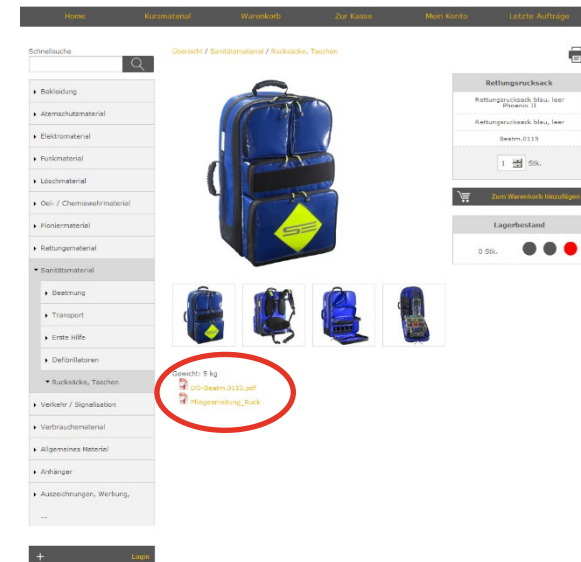 Home Kursmaterial Warenkorb Zur Kasse Mein Konto Letzte Aufträge
Schnellsuche
Übersicht / Sanitätsmaterial / Rucksäcke, Taschen
Bekleidung
Atemschutzmaterial
Elektromaterial
Funkmaterial
Löschmaterial
Oel- / Chemiewehrmaterial
Pioniermaterial
Rettungsmaterial
Sanitätsmaterial
Beatmung
Transport
Erste Hilfe
Defibrillatoren
Rucksäcke, Taschen
Verkehr / Signalisation
Verbrauchsmaterial
Allgemeines Material
Anhänger
Auszeichnungen, Werbung,
...
+ Login
Gewicht: 5 kg
DG-Beatm.0115.pdf
Pflegeanleitung_Ruck
Rettungsrucksack
Rettungsrucksack blau, leer
Phoenix II
Rettungsrucksack blau, leer
Beatm.0115
1 Stk.
Zum Warenkorb hinzufügen
Lagerbestand
0 Stk.